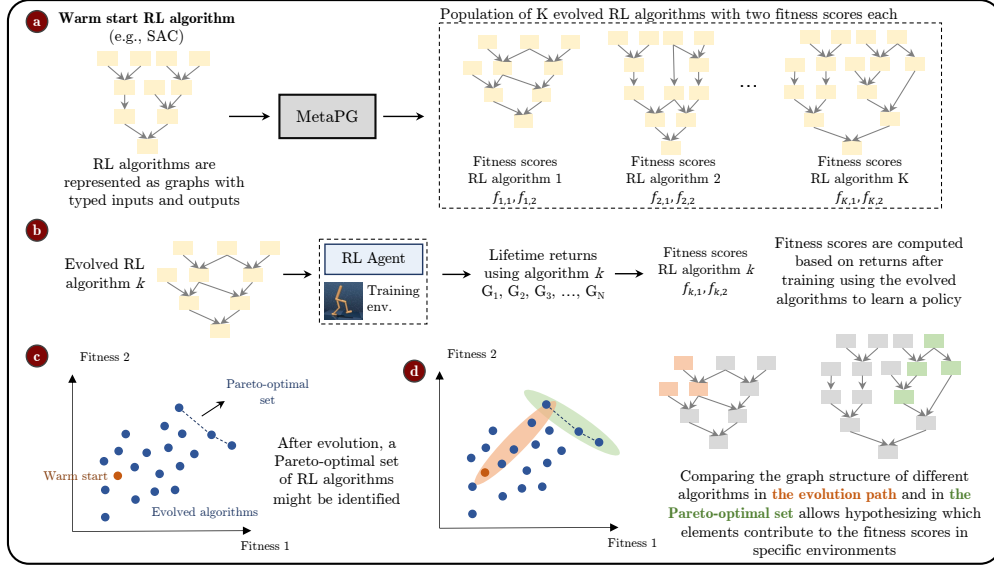 a
Warm start RL algorithm
(e.g., SAC)
RL algorithms are
represented as graphs with
typed inputs and outputs
MetaPG
Population of K evolved RL algorithms with two fitness scores each
...
Fitness scores
RL algorithm 1
f1,1, f1,2
Fitness scores
RL algorithm 2
f2,1, f2,2
Fitness scores
RL algorithm K
fK,1, fK,2
b
Evolved RL
algorithm k
RL Agent
Training
env.
Lifetime returns
using algorithm k
G1, G2, G3, ..., GN
Fitness scores
RL algorithm k
fk,1, fk,2
Fitness scores are computed
based on returns after
training using the evolved
algorithms to learn a policy
c
Fitness 2
Pareto-optimal
set
Warm start
Evolved algorithms
Fitness 1
After evolution, a
Pareto-optimal set
of RL algorithms
might be identified
d
Fitness 2
Fitness 1
Comparing the graph structure of different
algorithms in the evolution path and in the
Pareto-optimal set allows hypothesizing which
elements contribute to the fitness scores in
specific environments